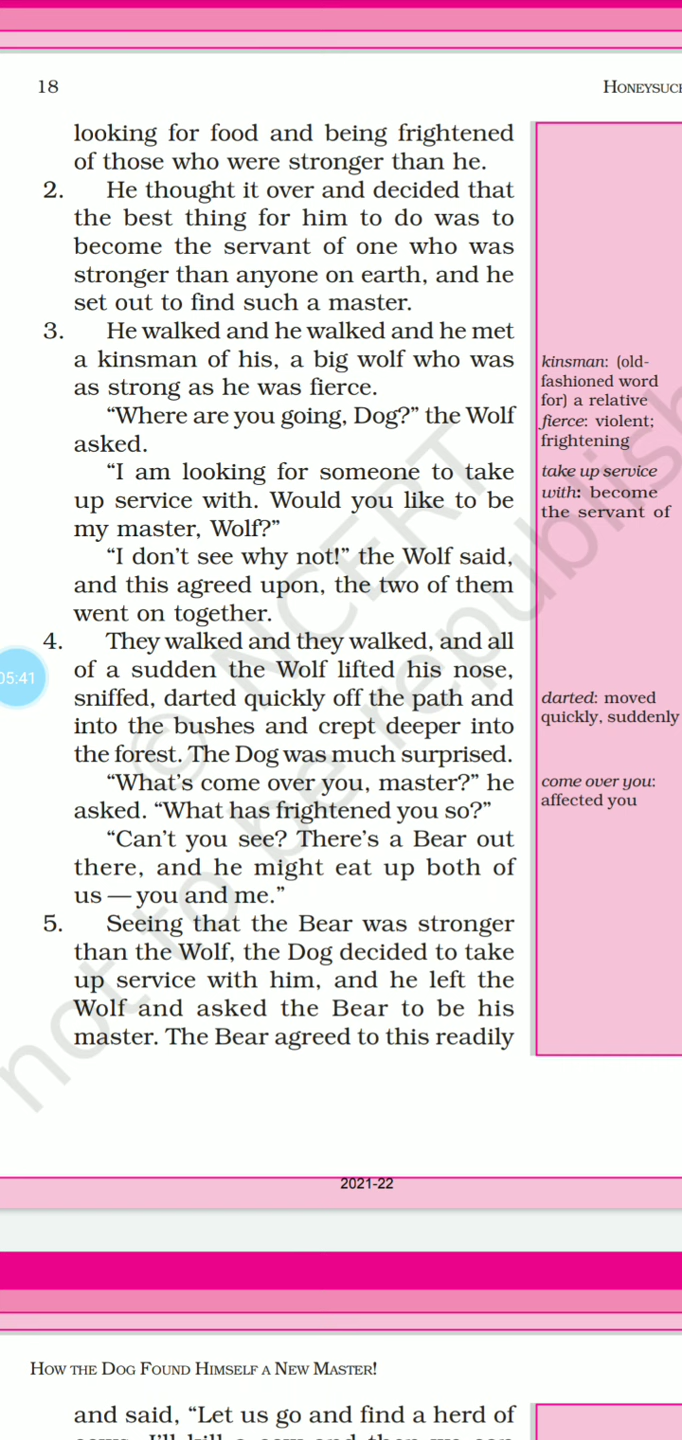 18
HONEYSUC
looking for food and being frightened
of those who were stronger than he.
2. He thought it over and decided that
the best thing for him to do was to
become the servant of one who was
stronger than anyone on earth, and he
set out to find such a master.
3. He walked and he walked and he met
a kinsman of his, a big wolf who was
as strong as he was fierce.
“Where are you going, Dog?” the Wolf
asked.
“I am looking for someone to take
up service with. Would you like to be
my master, Wolf?”
“I don’t see why not!” the Wolf said,
and this agreed upon, the two of them
went on together.
4. They walked and they walked, and all
of a sudden the Wolf lifted his nose,
sniffed, darted quickly off the path and
into the bushes and crept deeper into
the forest. The Dog was much surprised.
“What’s come over you, master?” he
asked. “What has frightened you so?”
“Can’t you see? There’s a Bear out
there, and he might eat up both of
us — you and me.”
5. Seeing that the Bear was stronger
than the Wolf, the Dog decided to take
up service with him, and he left the
Wolf and asked the Bear to be his
master. The Bear agreed to this readily
kinsman: (old-
fashioned word
for) a relative
fierce: violent;
frightening
take up service
with: become
the servant of
darted: moved
quickly, suddenly
come over you:
affected you
05:41
© NCERT
not to be republish
2021-22
HOW THE DOG FOUND HIMSELF A NEW MASTER!
and said, “Let us go and find a herd of